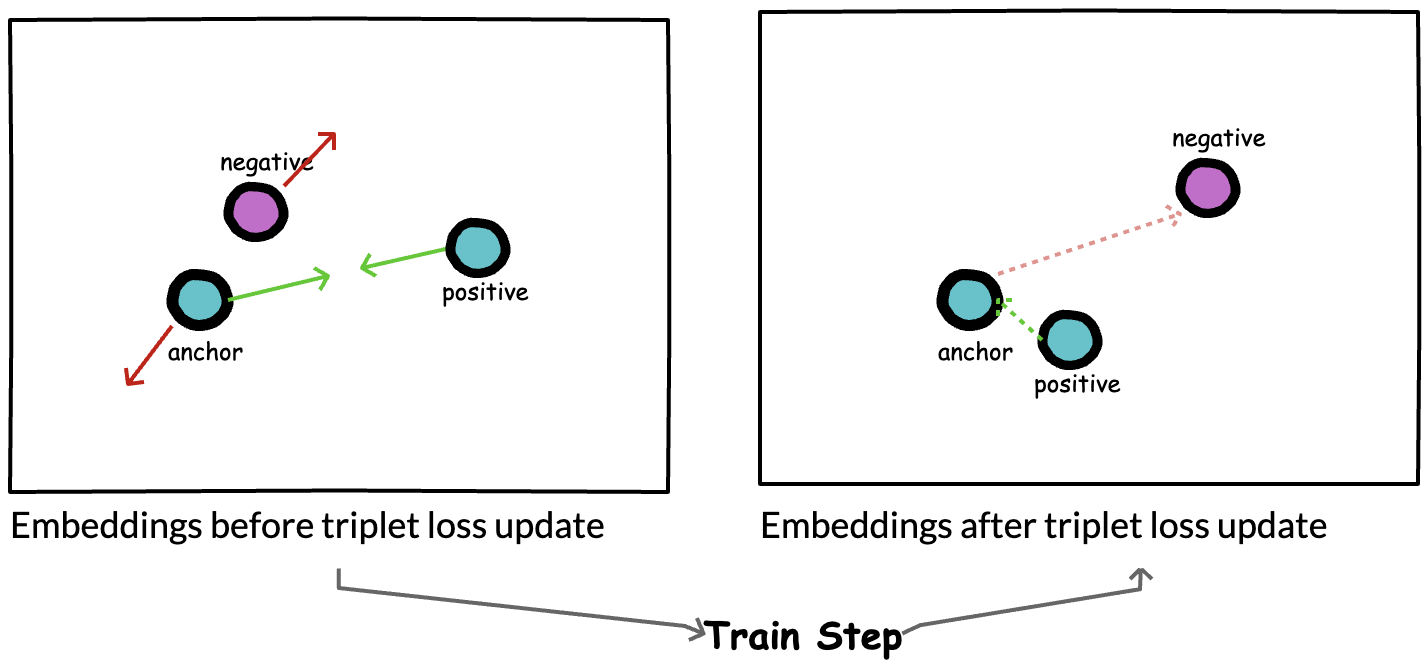 negative
positive
anchor
Embeddings before triplet loss update
negative
anchor
positive
Embeddings after triplet loss update
Train Step